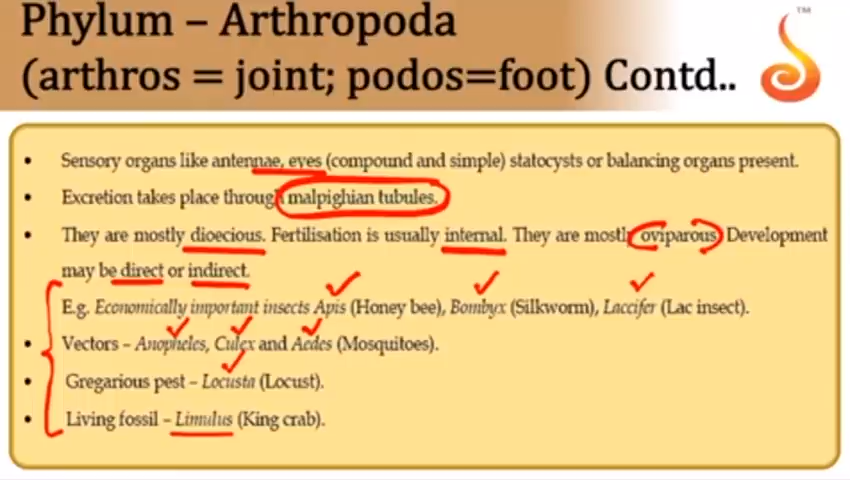 Phylum – Arthropoda
(arthros = joint; podos=foot) Contd..
TM
• Sensory organs like antennae, eyes (compound and simple) statocysts or balancing organs present.
• Excretion takes place through malpighian tubules.
• They are mostly dioecious. Fertilisation is usually internal. They are mostly oviparous. Development
may be direct or indirect.
E.g. Economically important insects Apis (Honey bee), Bombyx (Silkworm), Laccifer (Lac insect).
• Vectors – Anopheles, Culex and Aedes (Mosquitoes).
• Gregarious pest – Locusta (Locust).
• Living fossil – Limulus (King crab).